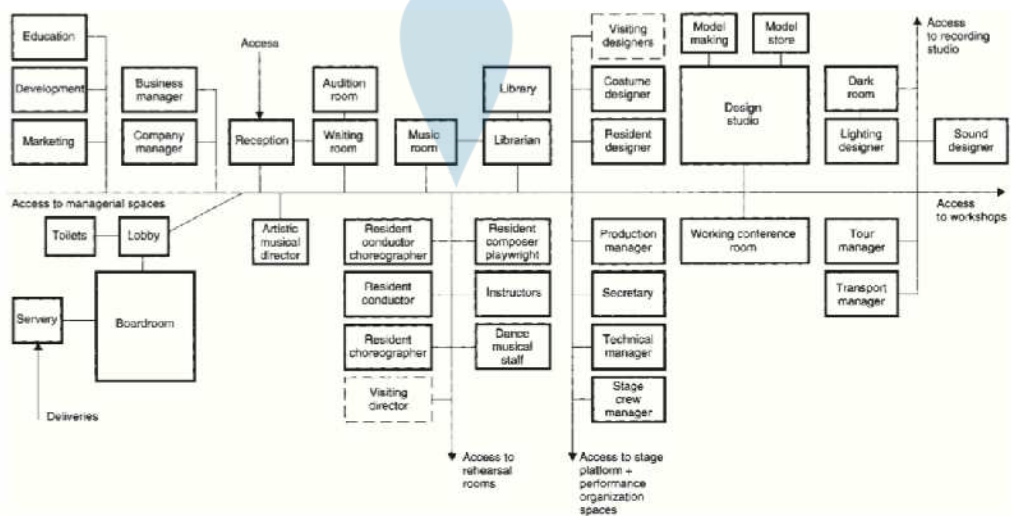 Education
Development
Marketing
Business
manager
Company
manager
Access
Reception
Audition
room
Waiting
room
Music
room
Library
Librarian
Visiting
designers
Costume
designer
Resident
designer
Model
making
Model
store
Design
studio
Dark
room
Lighting
designer
Sound
designer
Access
to recording
studio
Access to managerial spaces
Access
to workshops
Toilets
Lobby
Servery
Boardroom
Deliveries
Artistic
musical
director
Resident
conductor
choreographer
Resident
conductor
Resident
choreographer
Visiting
director
Resident
composer
playwright
Instructors
Dance
musical
staff
Access to
rehearsal
rooms
Production
manager
Secretary
Technical
manager
Stage
crew
manager
Access to stage
platform +
performance
organization
spaces
Working conference
room
Tour
manager
Transport
manager